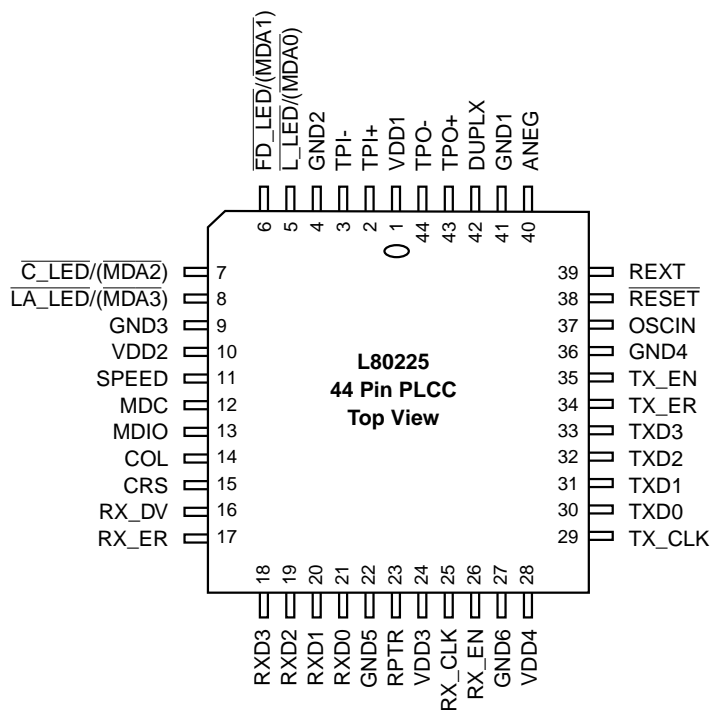 FD_LED/(MDA1)
L_LED/(MDA0)
GND2
TPI-
TPI+
VDD1
TPO-
TPO+
DUPLX
GND1
ANEG
6 5 4 3 2 1 44 43 42 41 40
C_LED/(MDA2) 7
LA_LED/(MDA3) 8
GND3 9
VDD2 10
SPEED 11
MDC 12
MDIO 13
COL 14
CRS 15
RX_DV 16
RX_ER 17
L80225
44 Pin PLCC
Top View
39 REXT
38 RESET
37 OSCIN
36 GND4
35 TX_EN
34 TX_ER
33 TXD3
32 TXD2
31 TXD1
30 TXD0
29 TX_CLK
18 19 20 21 22 23 24 25 26 27 28
RXD3
RXD2
RXD1
RXD0
GND5
RPTR
VDD3
RX_CLK
RX_EN
GND6
VDD4